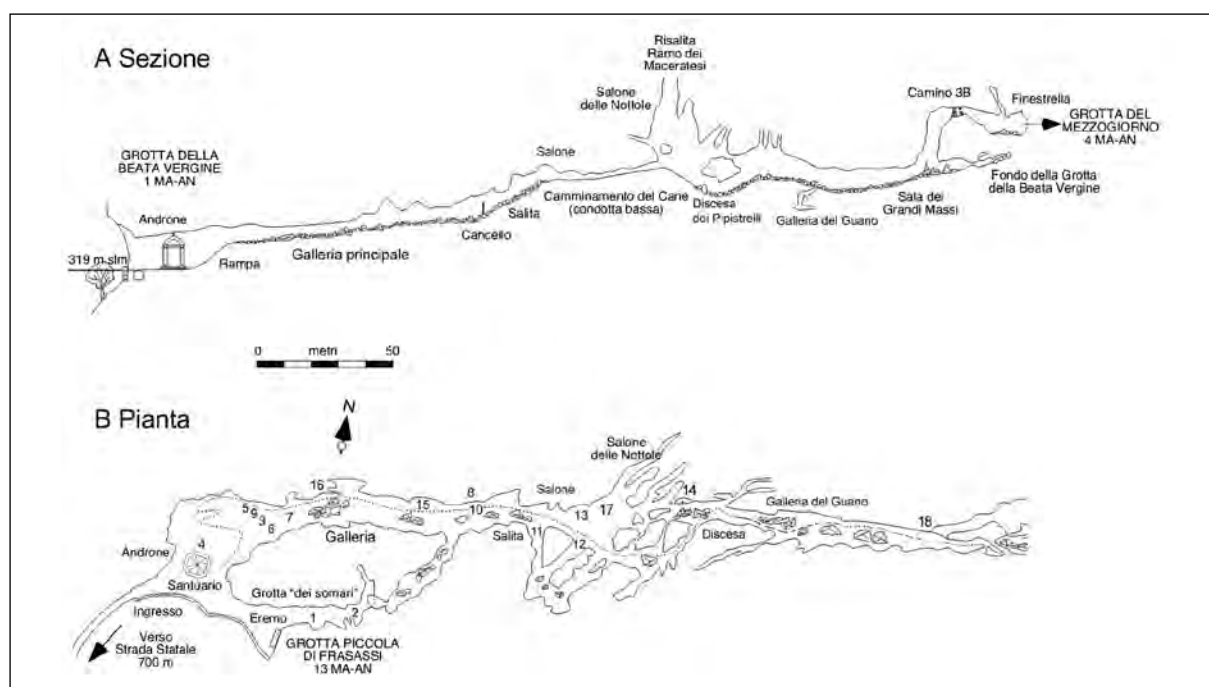 A Sezione
Risalita
Ramo dei
Maceratesi
Salone
delle Nottole
Camino 3B
Finestrella
GROTTA DEL
MEZZOGIORNO
4 MA-AN
GROTTA DELLA
BEATA VERGINE
1 MA-AN
Salone
Androne
Camminamento del Cane
(condotta bassa)
Discesa
dei Pipistrelli
Galleria del Guano
Sala dei
Grandi Massi
Fondo della Grotta
della Beata Vergine
Salita
Cancello
Galleria principale
Rampa
319 m slm
0 metri 50
B Pianta
N
Salone
delle Nottole
16
15
8
Salone
14
Galleria del Guano
5
9
3
6
7
10
13
17
18
Galleria
Salita
11
12
Discesa
Androne
4
Santuario
Grotta "dei somari"
Ingresso
Eremo
1
2
Verso
Strada Statale
700 m
GROTTA PICCOLA
DI FRASASSI
13 MA-AN